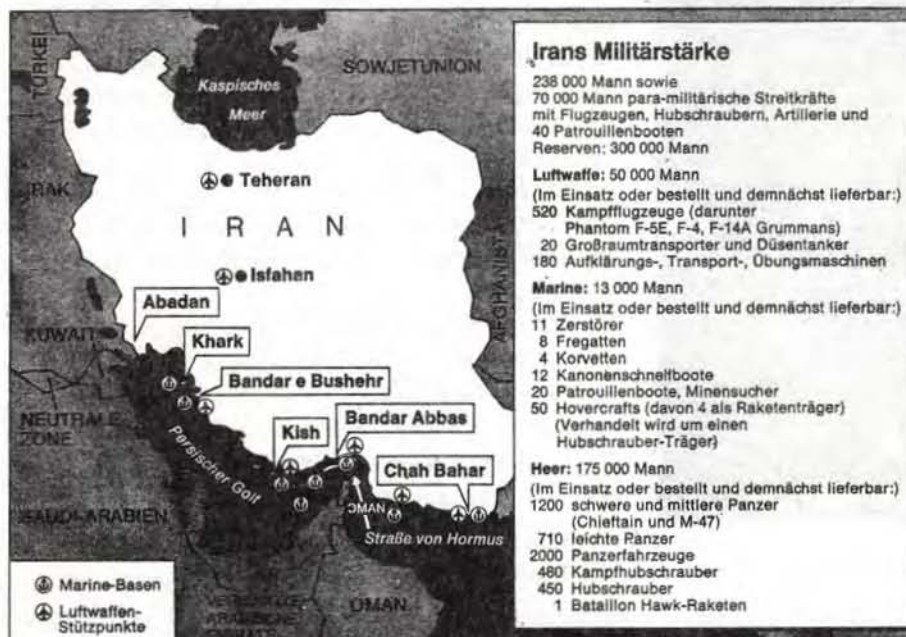 TÜRKEI
Kaspisches
Meer
SOWJETUNION
IRAK
Teheran
IRAN
Isfahan
AFGHANISTAN
Abadan
KUWAIT
Khark
Bandar e Bushehr
NEUTRALE
ZONE
Bandar Abbas
Kish
Persischer Golf
Chah Bahar
SAUDI-ARABIEN
NAMC
Straße von Hormus
OMAN
ARABISCHE
Marine-Basen
Luftwaffen-
Stützpunkte
Irans Militärstärke
238 000 Mann sowie
70 000 Mann para-militärische Streitkräfte
mit Flugzeugen, Hubschraubern, Artillerie und
40 Patrouillenbooten
Reserven: 300 000 Mann
Luftwaffe: 50 000 Mann
(Im Einsatz oder bestellt und demnächst lieferbar:)
520 Kampfflugzeuge (darunter
Phantom F-5E, F-4, F-14A Grummans)
20 Großraumtransporter und Düsentanker
180 Aufklärungs-, Transport-, Übungsmaschinen
Marine: 13 000 Mann
(Im Einsatz oder bestellt und demnächst lieferbar:)
11 Zerstörer
8 Fregatten
4 Korvetten
12 Kanonenschnellboote
20 Patrouillenboote, Minensucher
50 Hovercrafts (davon 4 als Raketenträger)
(Verhandelt wird um einen
Hubschrauber-Träger)
Heer: 175 000 Mann
(Im Einsatz oder bestellt und demnächst lieferbar:)
1200 schwere und mittlere Panzer
(Chieftain und M-47)
710 leichte Panzer
2000 Panzerfahrzeuge
480 Kampfhubschrauber
450 Hubschrauber
1 Bataillon Hawk-Raketen